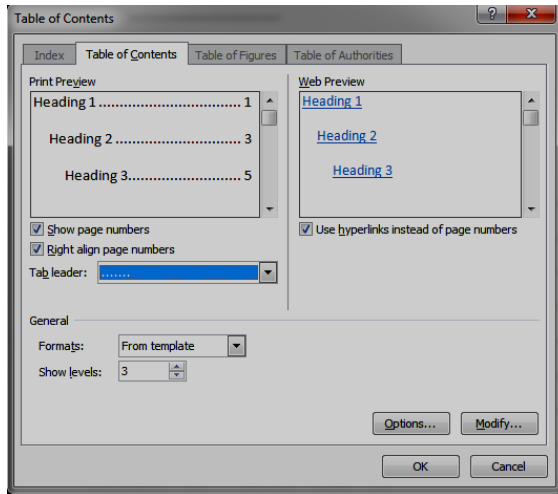 Table of Contents
Index Table of Contents Table of Figures Table of Authorities
Print Preview
Heading 1.................................. 1
Heading 2............................... 3
Heading 3............................ 5
Web Preview
Heading 1
Heading 2
Heading 3
Show page numbers
Right align page numbers
Tab leader: .......
Use hyperlinks instead of page numbers
General
Formats: From template
Show levels: 3
Options... Modify...
OK Cancel